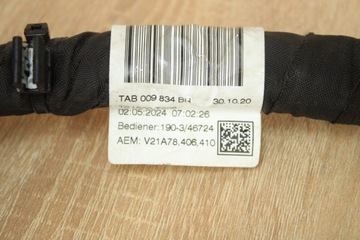 TAB 009 834 BH 30.10.20
02.05.2024 07:02:26
Bediener:190-3/46724
AEM: V21A78,406,410